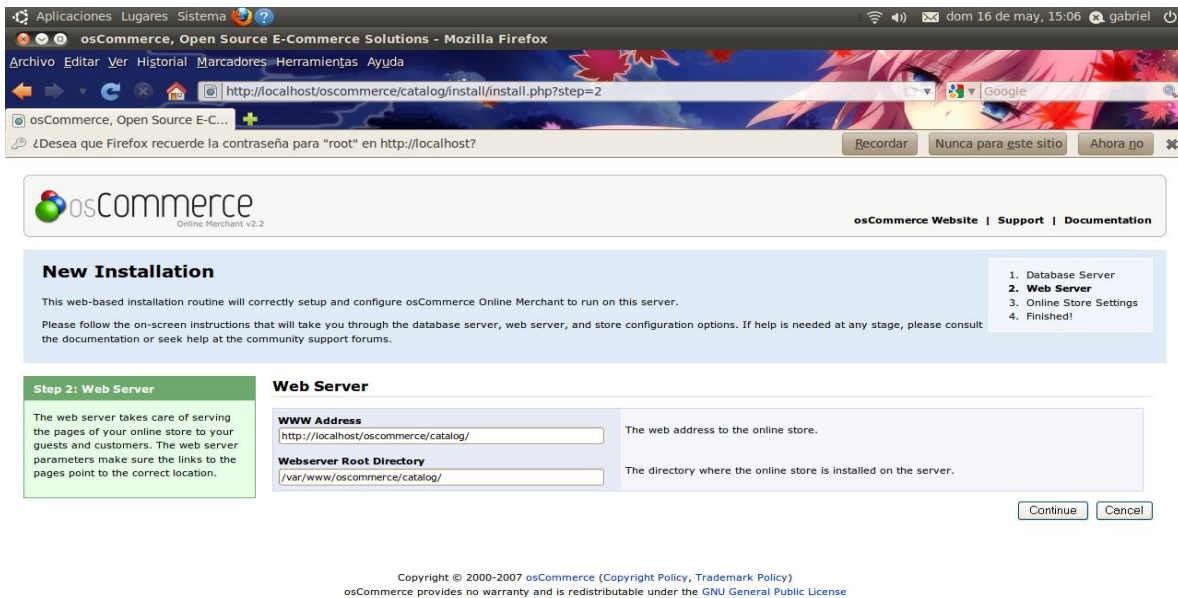 Aplicaciones Lugares Sistema
dom 16 de may, 15:06 gabriel
osCommerce, Open Source E-Commerce Solutions - Mozilla Firefox
Archivo Editar Ver Historial Marcadores Herramientas Ayuda
http://localhost/oscommerce/catalog/install/install.php?step=2
Google
osCommerce, Open Source E-C...
¿Desea que Firefox recuerde la contraseña para "root" en http://localhost?
Recordar Nunca para este sitio Ahora no
osCommerce
Online Merchant v2.2
osCommerce Website | Support | Documentation
New Installation
This web-based installation routine will correctly setup and configure osCommerce Online Merchant to run on this server.
Please follow the on-screen instructions that will take you through the database server, web server, and store configuration options. If help is needed at any stage, please consult
the documentation or seek help at the community support forums.
1. Database Server
2. Web Server
3. Online Store Settings
4. Finished!
Step 2: Web Server
The web server takes care of serving
the pages of your online store to your
guests and customers. The web server
parameters make sure the links to the
pages point to the correct location.
Web Server
WWW Address
http://localhost/oscommerce/catalog/
The web address to the online store.
Webserver Root Directory
/var/www/oscommerce/catalog/
The directory where the online store is installed on the server.
Continue Cancel
Copyright © 2000-2007 osCommerce (Copyright Policy, Trademark Policy)
osCommerce provides no warranty and is redistributable under the GNU General Public License